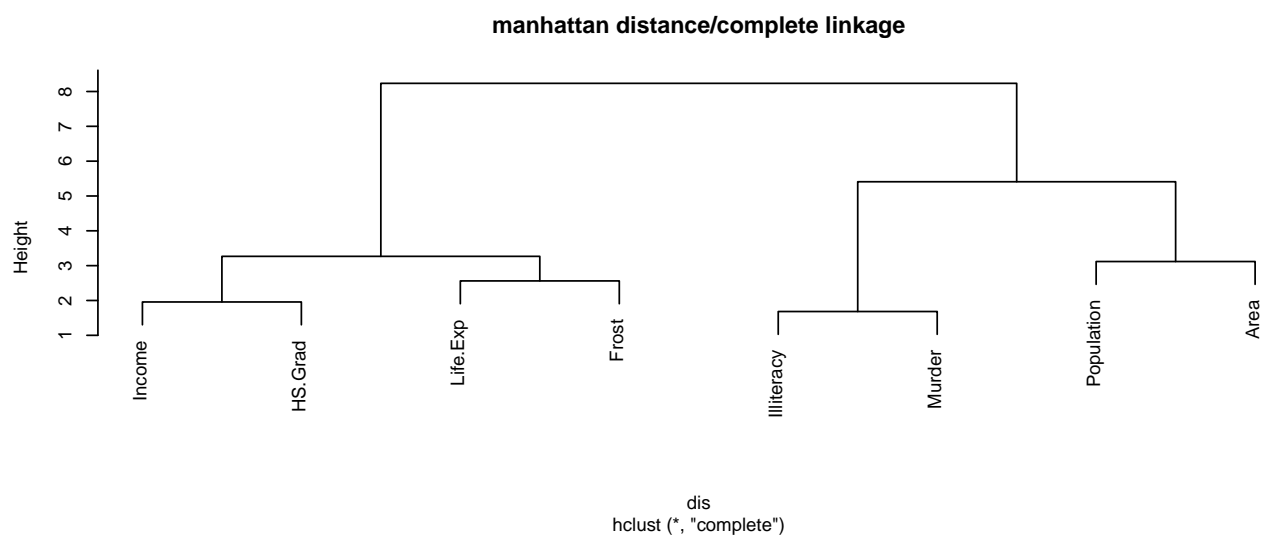 manhattan distance/complete linkage
Height
8
7
6
5
4
3
2
1
Income
HS.Grad
Life.Exp
Frost
Illiteracy
Murder
Population
Area
dis
hclust (*, "complete")